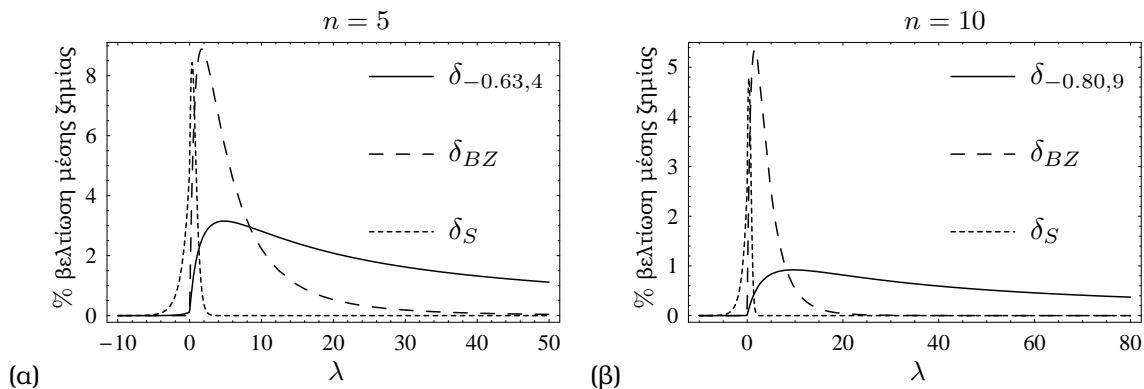 n = 5
% βελτίωση μέσης ζημίας
8
6
4
2
0
−10 0 10 20 30 40 50
λ
δ−0.63,4
δBZ
δS
(α)
n = 10
% βελτίωση μέσης ζημίας
5
4
3
2
1
0
0 20 40 60 80
λ
δ−0.80,9
δBZ
δS
(β)